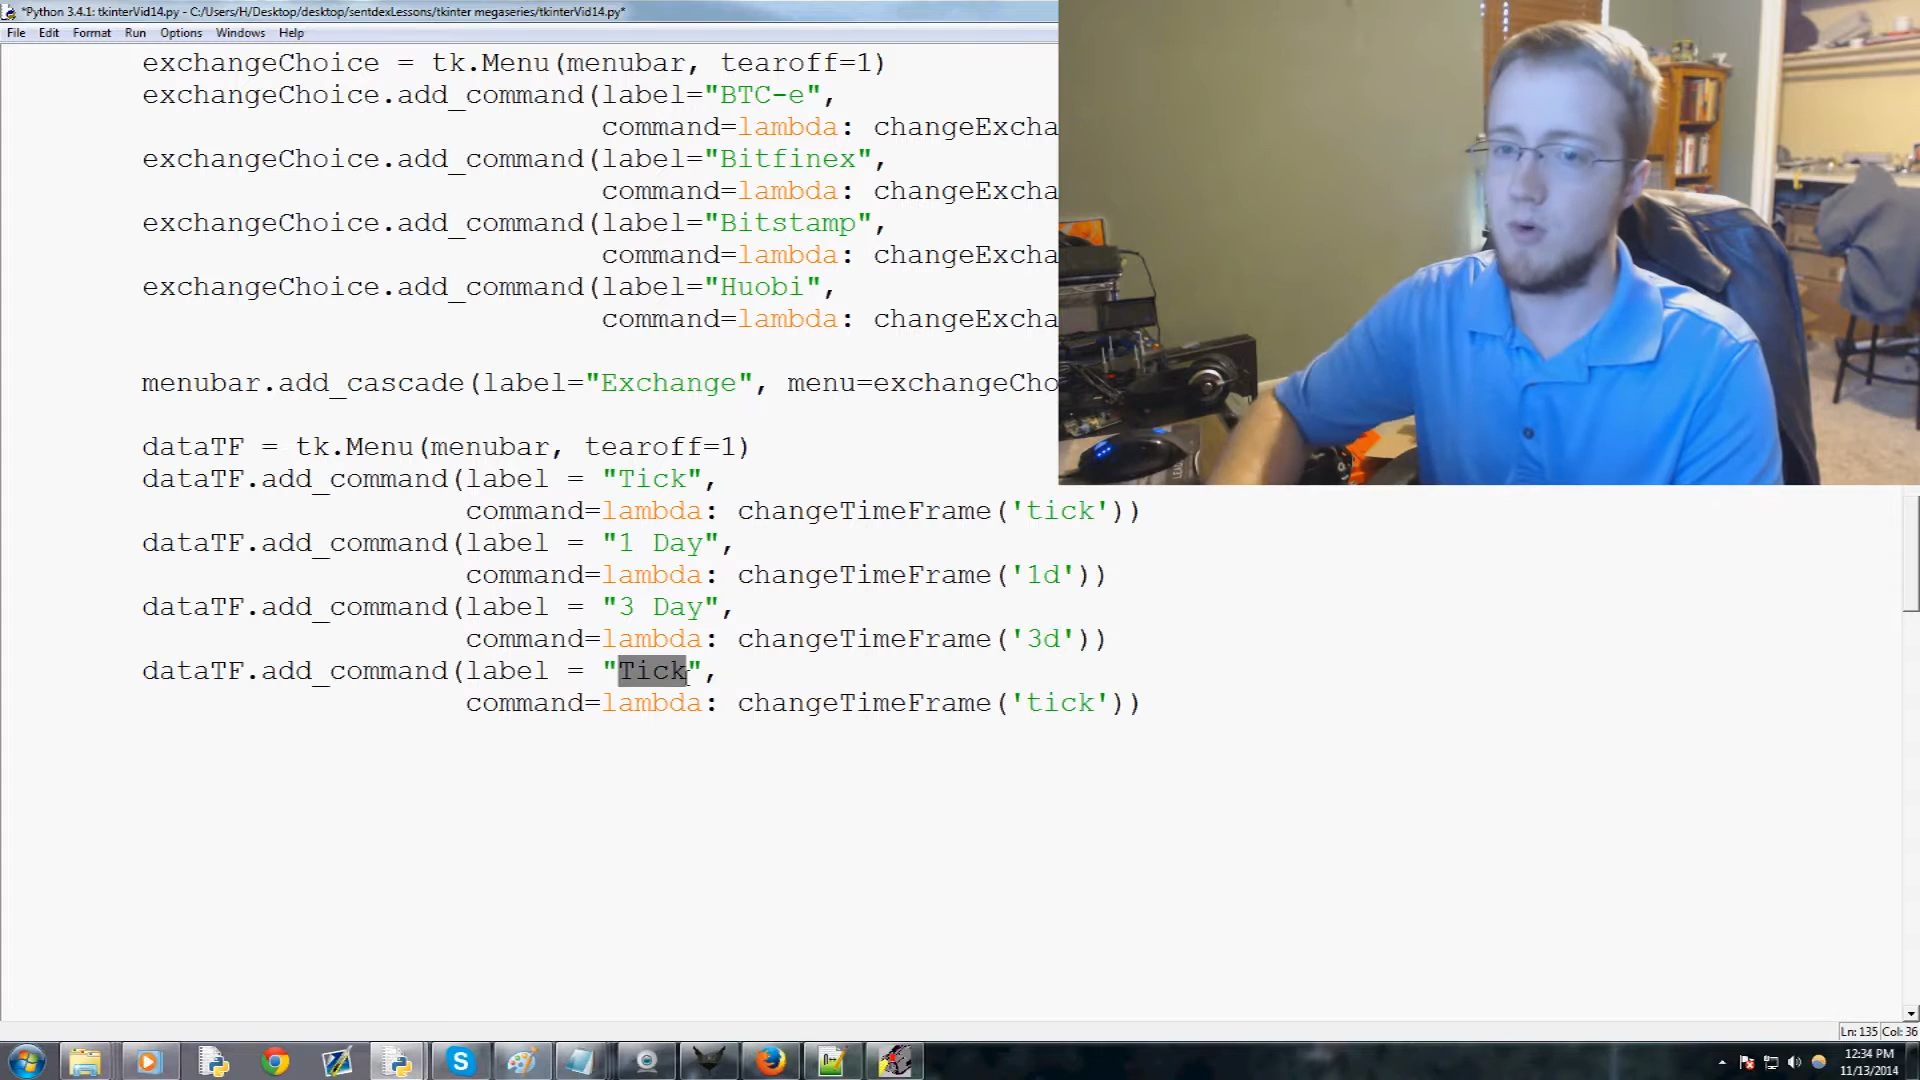 *Python 3.4.1: tkinterVid14.py - C:/Users/H/Desktop/desktop/sentdexLessons/tkinter megaseries/tkinterVid14.py*
File Edit Format Run Options Windows Help
exchangeChoice = tk.Menu(menubar, tearoff=1)
exchangeChoice.add_command(label="BTC-e",
command=lambda: changeExcha
exchangeChoice.add_command(label="Bitfinex",
command=lambda: changeExcha
exchangeChoice.add_command(label="Bitstamp",
command=lambda: changeExcha
exchangeChoice.add_command(label="Huobi",
command=lambda: changeExcha
menubar.add_cascade(label="Exchange", menu=exchangeCho
dataTF = tk.Menu(menubar, tearoff=1)
dataTF.add_command(label = "Tick",
command=lambda: changeTimeFrame('tick'))
dataTF.add_command(label = "1 Day",
command=lambda: changeTimeFrame('1d'))
dataTF.add_command(label = "3 Day",
command=lambda: changeTimeFrame('3d'))
dataTF.add_command(label = "Tick",
command=lambda: changeTimeFrame('tick'))
Ln: 135 Col: 36
12:34 PM
11/13/2014